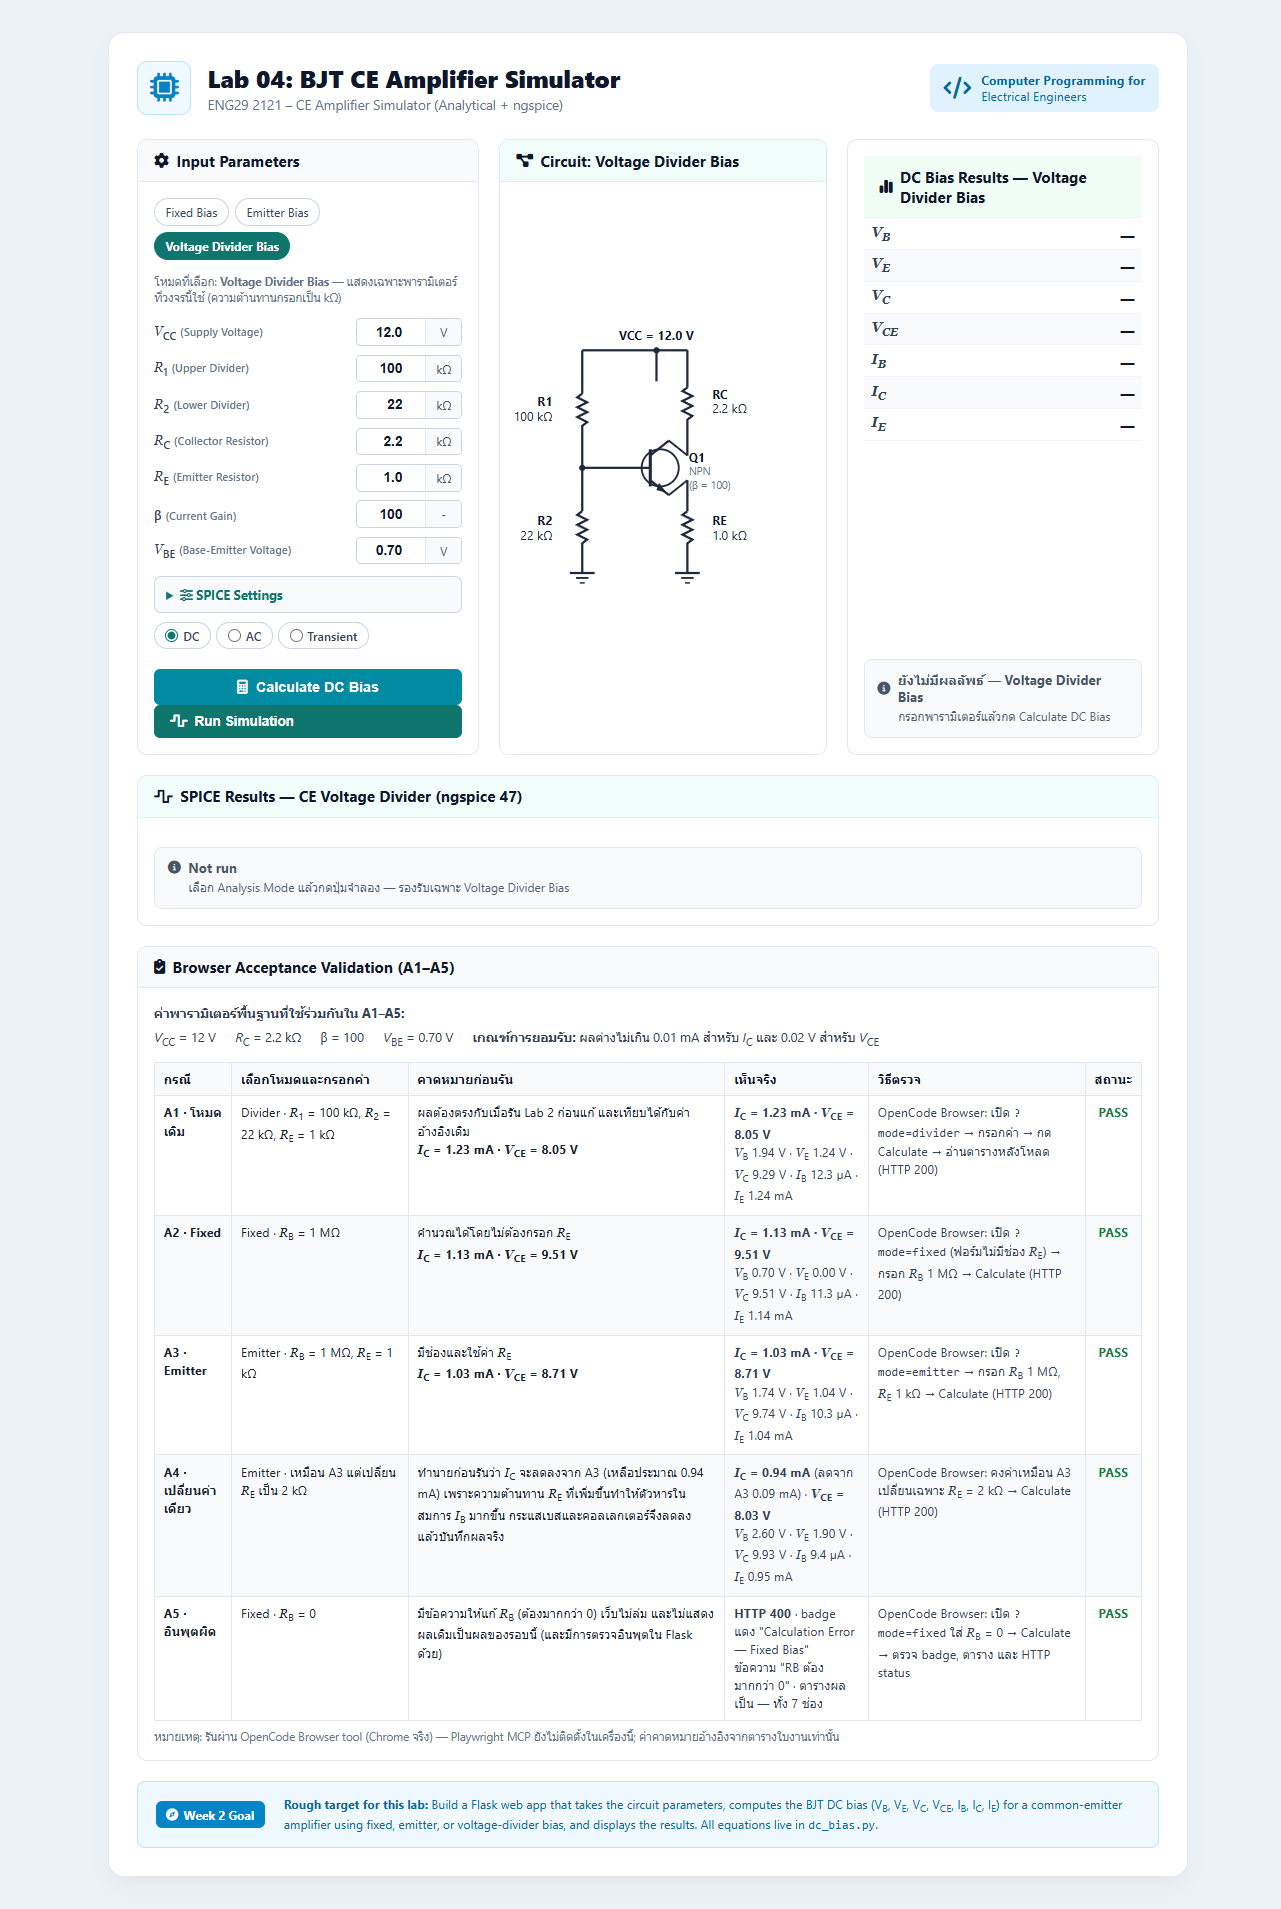 Lab 04: BJT CE Amplifier Simulator
ENG29 2121 – CE Amplifier Simulator (Analytical + ngspice)
</> Computer Programming for
Electrical Engineers
Input Parameters
Fixed Bias
Emitter Bias
Voltage Divider Bias
โหมดที่เลือก: Voltage Divider Bias — แสดงเฉพาะพารามิเตอร์
ที่วงจรนี้ใช้ (ความต้านทานกรอกเป็น kΩ)
VCC (Supply Voltage) 12.0 V
R1 (Upper Divider) 100 kΩ
R2 (Lower Divider) 22 kΩ
RC (Collector Resistor) 2.2 kΩ
RE (Emitter Resistor) 1.0 kΩ
β (Current Gain) 100 -
VBE (Base-Emitter Voltage) 0.70 V
▶ SPICE Settings
DC
AC
Transient
Calculate DC Bias
Run Simulation
Circuit: Voltage Divider Bias
VCC = 12.0 V
R1
100 kΩ
RC
2.2 kΩ
Q1
NPN
(β = 100)
R2
22 kΩ
RE
1.0 kΩ
DC Bias Results — Voltage
Divider Bias
VB —
VE —
VC —
VCE —
IB —
IC —
IE —
ยังไม่มีผลลัพธ์ — Voltage Divider
Bias
กรอกพารามิเตอร์แล้วกด Calculate DC Bias
SPICE Results — CE Voltage Divider (ngspice 47)
Not run
เลือก Analysis Mode แล้วกดปุ่มจำลอง — รองรับเฉพาะ Voltage Divider Bias
Browser Acceptance Validation (A1–A5)
ค่าพารามิเตอร์พื้นฐานที่ใช้ร่วมกันใน A1–A5:
VCC = 12 V RC = 2.2 kΩ β = 100 VBE = 0.70 V เกณฑ์การยอมรับ: ผลต่างไม่เกิน 0.01 mA สำหรับ IC และ 0.02 V สำหรับ VCE
กรณี
เลือกโหมดและกรอกค่า
คาดหมายก่อนรัน
เห็นจริง
วิธีตรวจ
สถานะ
A1 · โหมด
เดิม
Divider · R1 = 100 kΩ, R2 =
22 kΩ, RE = 1 kΩ
ผลต้องตรงกับเมื่อรัน Lab 2 ก่อนแก้ และเทียบได้กับค่า
อ้างอิงเดิม
IC = 1.23 mA · VCE = 8.05 V
IC = 1.23 mA · VCE =
8.05 V
VB 1.94 V · VE 1.24 V ·
VC 9.29 V · IB 12.3 µA ·
IE 1.24 mA
OpenCode Browser: เปิด ?
mode=divider → กรอกค่า → กด
Calculate → อ่านตารางหลังโหลด
(HTTP 200)
PASS
A2 · Fixed
Fixed · RB = 1 MΩ
คำนวณได้โดยไม่ต้องกรอก RE
IC = 1.13 mA · VCE = 9.51 V
IC = 1.13 mA · VCE =
9.51 V
VB 0.70 V · VE 0.00 V ·
VC 9.51 V · IB 11.3 µA ·
IE 1.14 mA
OpenCode Browser: เปิด ?
mode=fixed (ฟอร์มไม่มีช่อง RE) →
กรอก RB 1 MΩ → Calculate (HTTP
200)
PASS
A3 ·
Emitter
Emitter · RB = 1 MΩ, RE = 1
kΩ
มีช่องและใช้ค่า RE
IC = 1.03 mA · VCE = 8.71 V
IC = 1.03 mA · VCE =
8.71 V
VB 1.74 V · VE 1.04 V ·
VC 9.74 V · IB 10.3 µA ·
IE 1.04 mA
OpenCode Browser: เปิด ?
mode=emitter → กรอก RB 1 MΩ,
RE 1 kΩ → Calculate (HTTP 200)
PASS
A4 ·
เปลี่ยนค่า
เดียว
Emitter · เหมือน A3 แต่เปลี่ยน
RE เป็น 2 kΩ
ทำนายก่อนรันว่า IC จะลดลงจาก A3 (เหลือประมาณ 0.94
mA) เพราะความต้านทาน RE ที่เพิ่มขึ้นทำให้ตัวหารใน
สมการ IB มากขึ้น กระแสเบสและคอลเลกเตอร์จึงลดลง
แล้วบันทึกผลจริง
IC = 0.94 mA (ลดจาก
A3 0.09 mA) · VCE =
8.03 V
VB 2.60 V · VE 1.90 V ·
VC 9.93 V · IB 9.4 µA ·
IE 0.95 mA
OpenCode Browser: คงค่าเหมือน A3
เปลี่ยนเฉพาะ RE = 2 kΩ → Calculate
(HTTP 200)
PASS
A5 ·
อินพุตผิด
Fixed · RB = 0
มีข้อความให้แก้ RB (ต้องมากกว่า 0) เว็บไม่ล่ม และไม่แสดง
ผลเดิมเป็นผลของรอบนี้ (และมีการตรวจอินพุตใน Flask
ด้วย)
HTTP 400 · badge
แดง "Calculation Error
— Fixed Bias"
ข้อความ "RB ต้อง
มากกว่า 0" · ตารางผล
เป็น — ทั้ง 7 ช่อง
OpenCode Browser: เปิด ?
mode=fixed ใส่ RB = 0 → Calculate
→ ตรวจ badge, ตาราง และ HTTP
status
PASS
หมายเหตุ: รันผ่าน OpenCode Browser tool (Chrome จริง) — Playwright MCP ยังไม่ติดตั้งในเครื่องนี้; ค่าคาดหมายอ้างอิงจากตารางใบงานเท่านั้น
Week 2 Goal
Rough target for this lab: Build a Flask web app that takes the circuit parameters, computes the BJT DC bias (VB, VE, VC, VCE, IB, IC, IE) for a common-emitter
amplifier using fixed, emitter, or voltage-divider bias, and displays the results. All equations live in dc_bias.py.